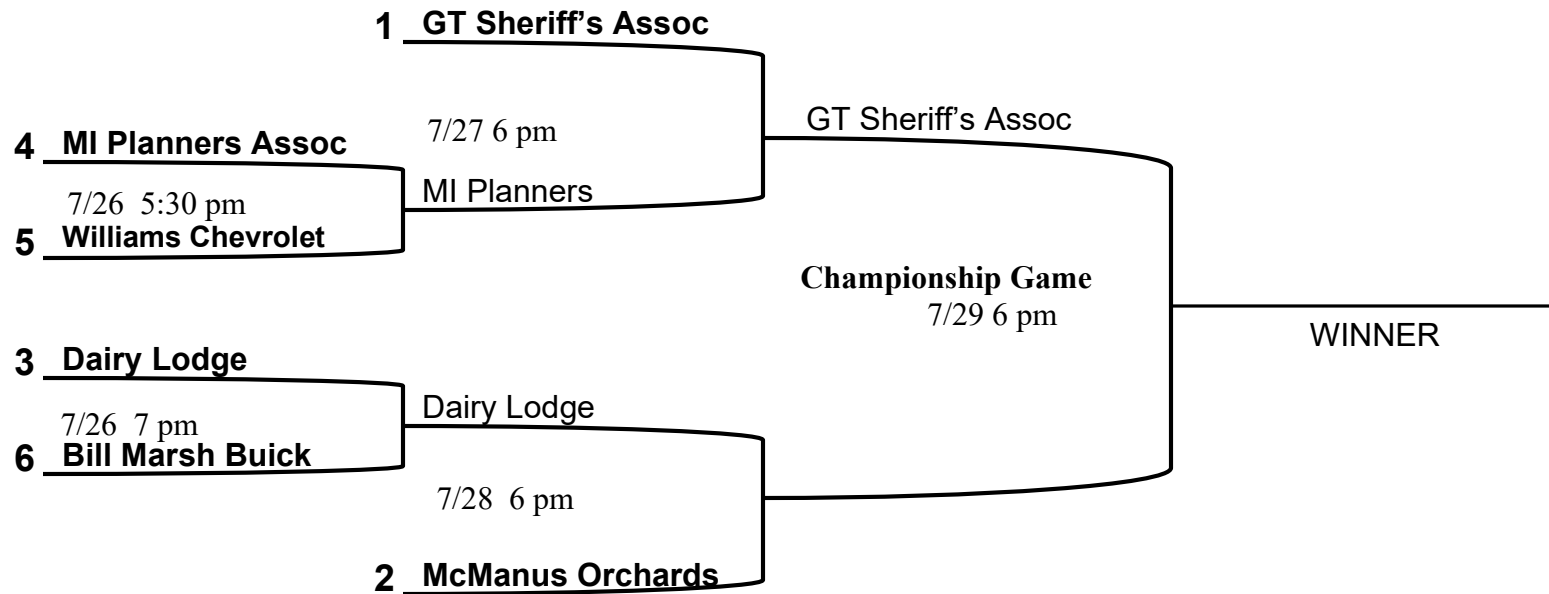 1 GT Sheriff's Assoc
7/27 6 pm
GT Sheriff's Assoc
4 MI Planners Assoc
7/26 5:30 pm
MI Planners
5 Williams Chevrolet
Championship Game
7/29 6 pm
WINNER
3 Dairy Lodge
7/26 7 pm
Dairy Lodge
6 Bill Marsh Buick
7/28 6 pm
2 McManus Orchards